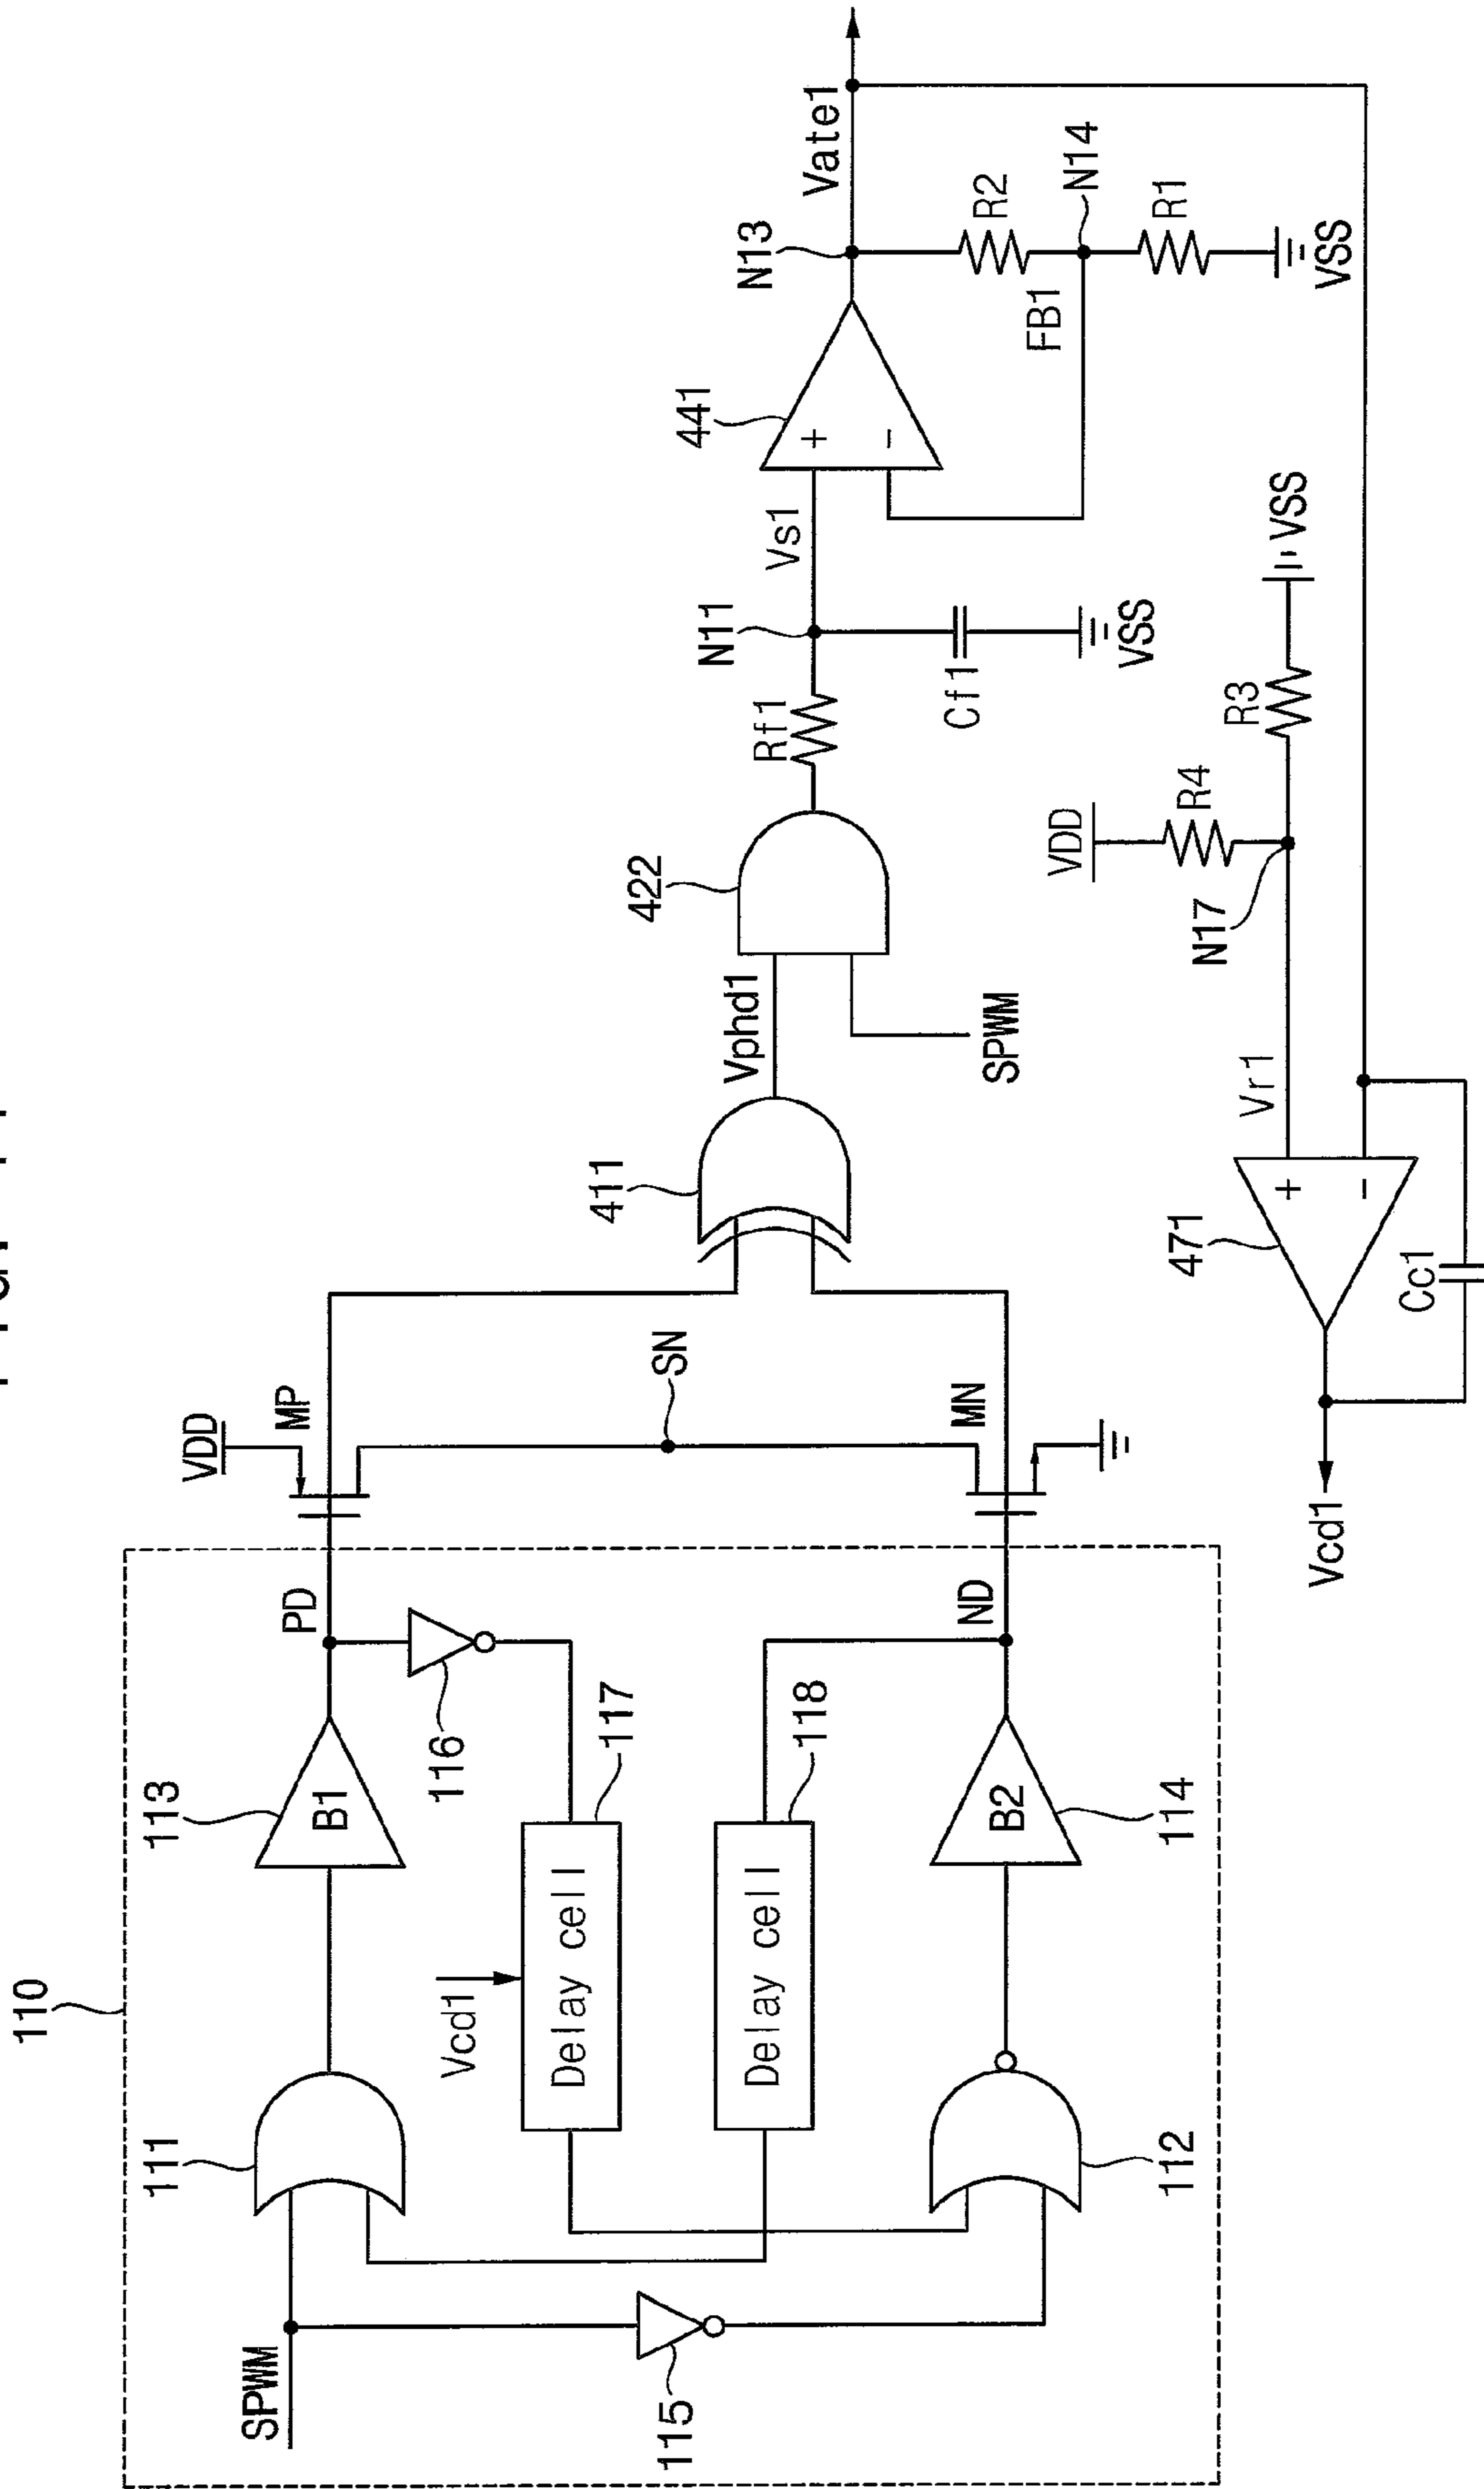 110
SPWM
111
113
B1
PD
VDD
MP
115
Vcd1
Delay cell
117
116
Delay cell
118
112
114
B2
ND
SN
MN
411
Vphd1
422
SPWM
Rf1
N11
Vs1
Cf1
VSS
441
+
-
N13
Vate1
R2
FB1
N14
R1
VSS
VDD
R4
N17
R3
VSS
Vr1
471
+
-
Cc1
Vcd1